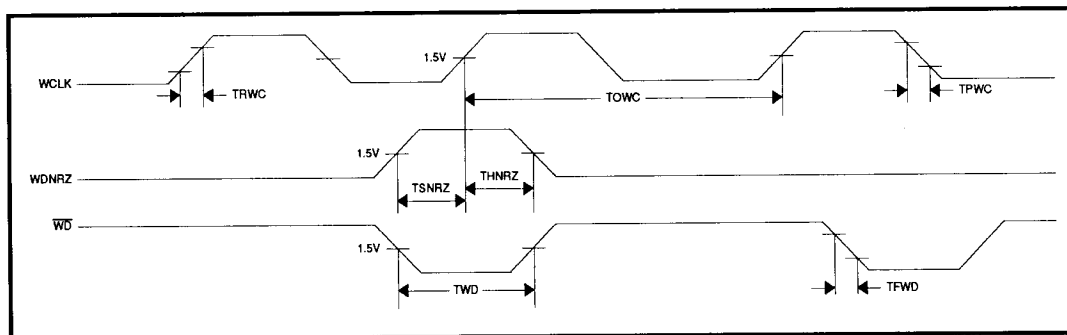 WCLK
1.5V
TRWC
TOWC
TPWC
WDNRZ
1.5V
TSNRZ
THNRZ
WD
1.5V
TWD
TFWD